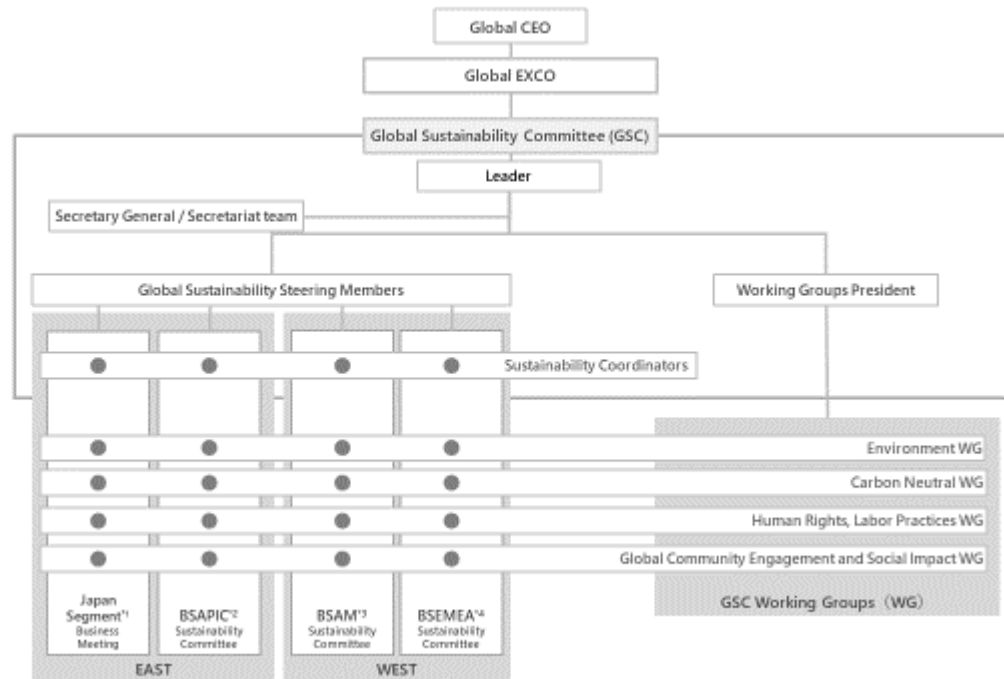 Global CEO
Global EXCO
Global Sustainability Committee (GSC)
Leader
Secretary General / Secretariat team
Global Sustainability Steering Members
Working Groups President
Sustainability Coordinators
Environment WG
Carbon Neutral WG
Human Rights, Labor Practices WG
Global Community Engagement and Social Impact WG
Japan
Segment*1
Business
Meeting
BSAPIC*2
Sustainability
Committee
BSAM*3
Sustainability
Committee
BSEMEA*4
Sustainability
Committee
GSC Working Groups（WG）
EAST
WEST